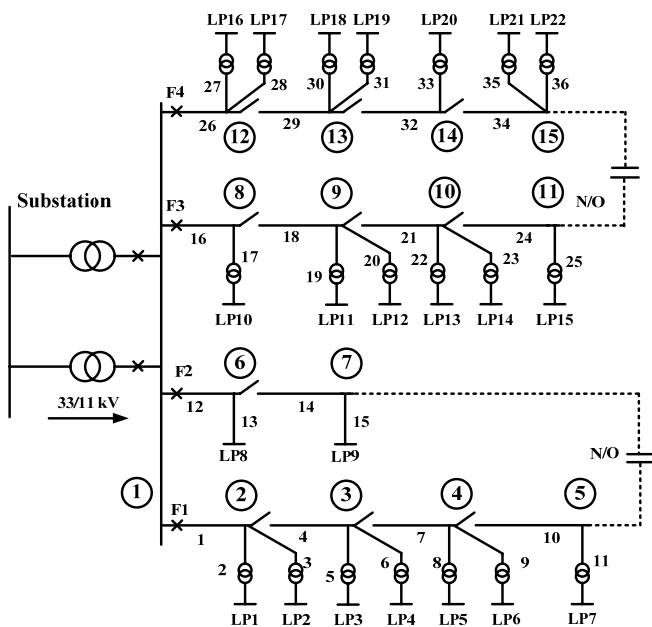 LP16 LP17 LP18 LP19 LP20 LP21 LP22
27 28 30 31 33 35 36
F4
26 29 32 34
12 13 14 15
Substation
8 9 10 11
N/O
F3
16 18 21 24
17 19 20 22 23 25
LP10 LP11 LP12 LP13 LP14 LP15
6 7
F2
33/11 kV
12 14
13 15
LP8 LP9
N/O
1 2 3 4 5
F1
1 4 7 10
2 3 5 6 8 9 11
LP1 LP2 LP3 LP4 LP5 LP6 LP7